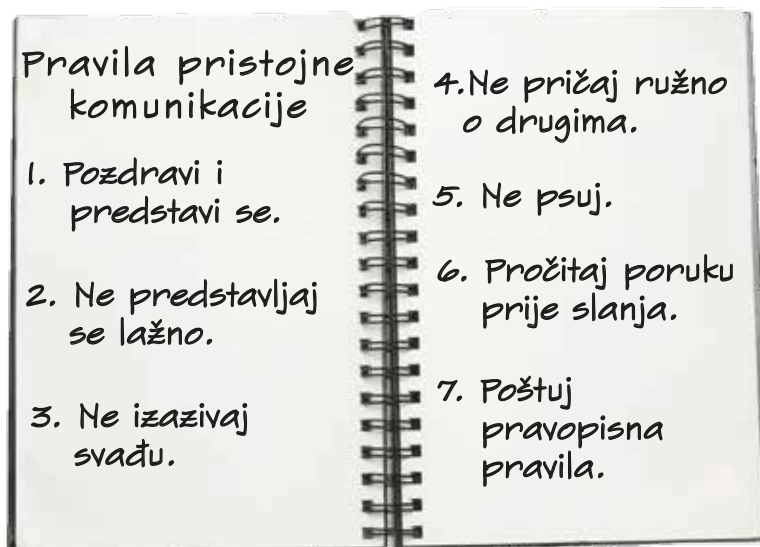 Pravila pristojne
komunikacije
1. Pozdravi i
predstavi se.
2. Ne predstavljaj
se lažno.
3. Ne izazivaj
svađu.
4.Ne pričaj ružno
o drugima.
5. Ne psuj.
6. Pročitaj poruku
prije slanja.
7. Poštuj
pravopisna
pravila.